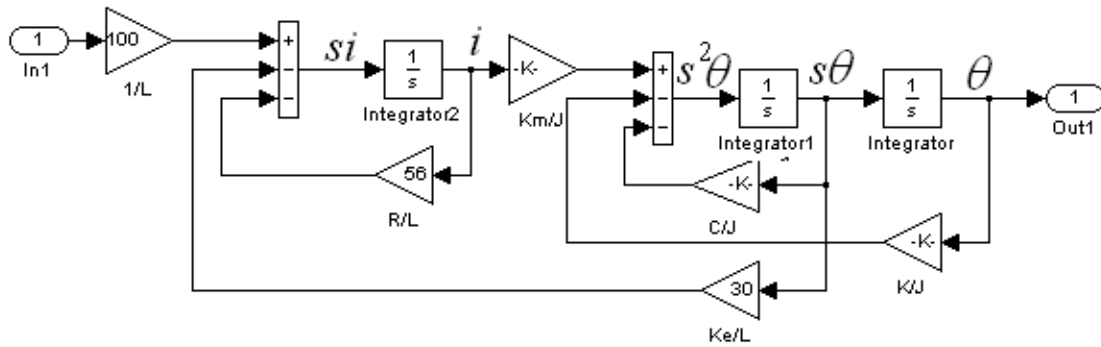 1
In1
100
1/L
+
−
−
si
1
s
Integrator2
i
-K-
Km/J
+
−
−
s²θ
1
s
Integrator1
sθ
1
s
Integrator
θ
1
Out1
56
R/L
-K-
C/J
-K-
K/J
30
Ke/L